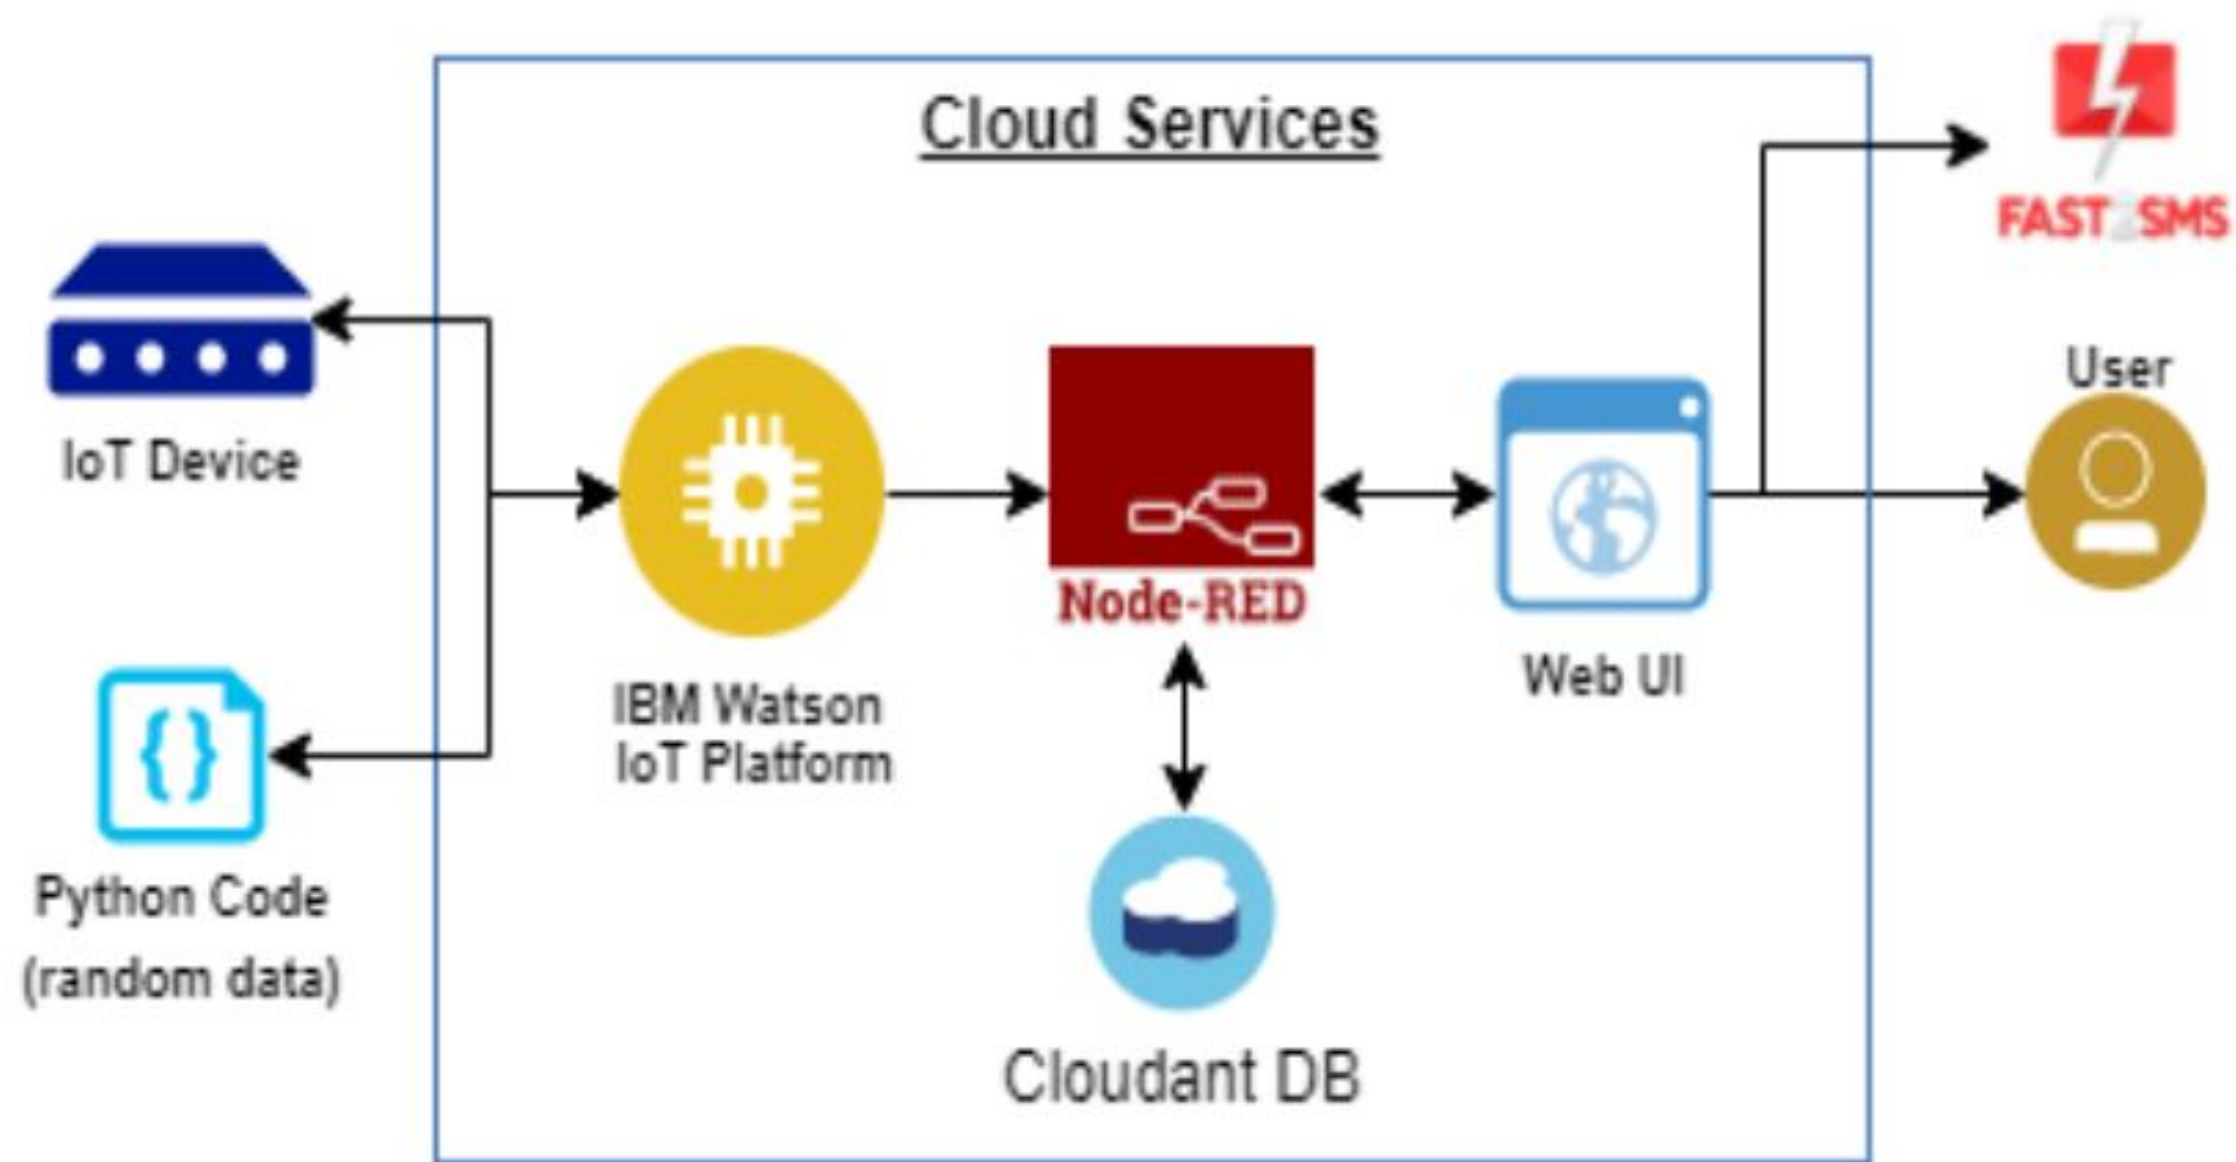 Cloud Services
FAST2SMS
IoT Device
User
Node-RED
IBM Watson
IoT Platform
Web UI
Python Code
(random data)
Cloudant DB